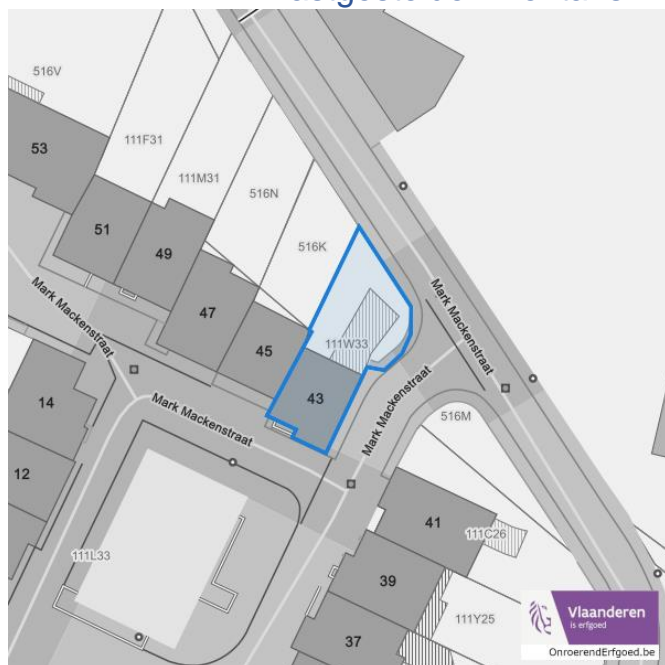 516V
53
111F31
111M31
51
49
516N
516K
47
45
111W33
43
Mark Mackenstraat
Mark Mackenstraat
Mark Mackenstraat
Mark Mackenstraat
516M
14
12
111L33
41
111C26
39
111Y25
37
Vlaanderen
is erfgoed
OnroerendErfgoed.be